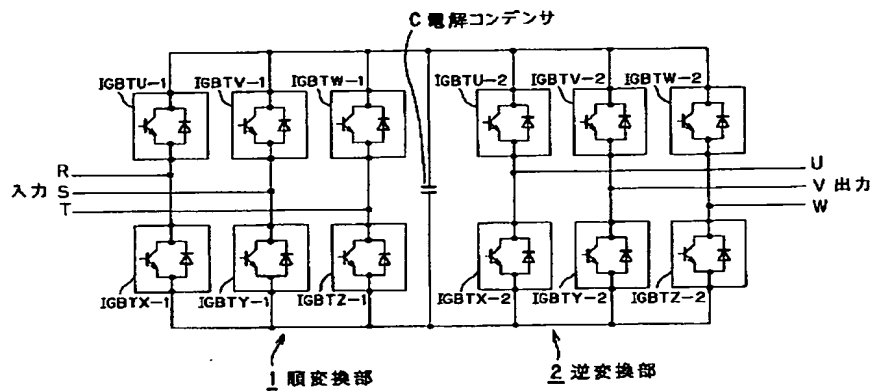 C 電解コンデンサ
IGBTU-1 IGBTV-1 IGBTW-1
IGBTU-2 IGBTV-2 IGBTW-2
R
入力 S
T
U
V 出力
W
IGBTX-1 IGBTY-1 IGBTZ-1
IGBTX-2 IGBTY-2 IGBTZ-2
1 順変換部
2 逆変換部